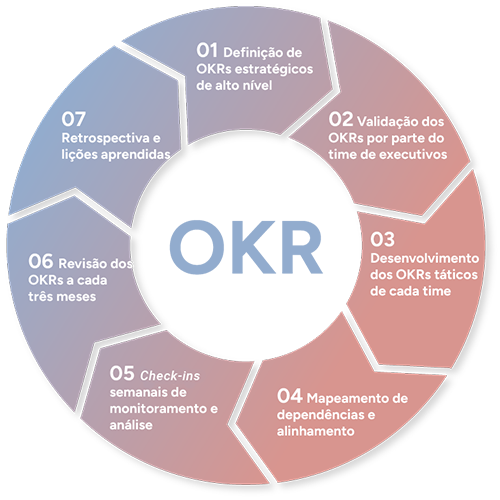 01 Definição de
OKRs estratégicos
de alto nível
02 Validação dos
OKRs por parte do
time de executivos
03
Desenvolvimento
dos OKRs táticos
de cada time
04 Mapeamento de
dependências e
alinhamento
05 Check-ins
semanais de
monitoramento e
análise
06 Revisão dos
OKRs a cada
três meses
07
Retrospectiva e
lições aprendidas
OKR